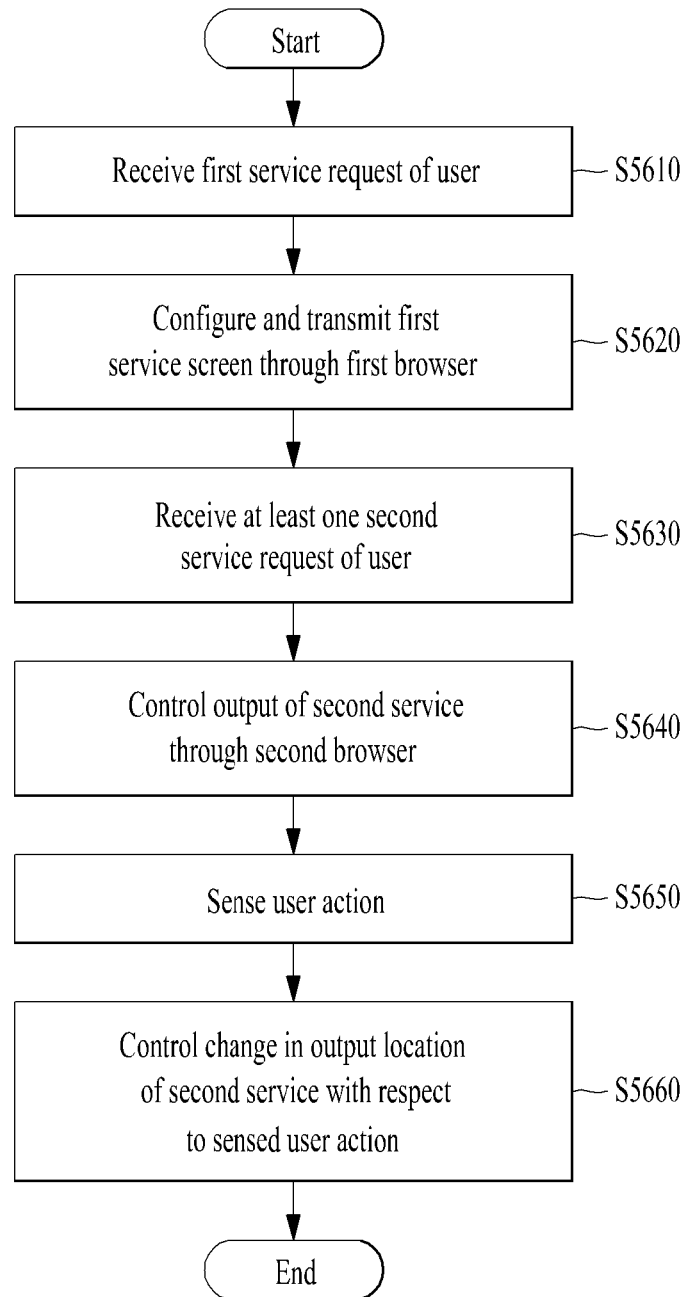 Start
Receive first service request of user
S5610
Configure and transmit first
service screen through first browser
S5620
Receive at least one second
service request of user
S5630
Control output of second service
through second browser
S5640
Sense user action
S5650
Control change in output location
of second service with respect
to sensed user action
S5660
End